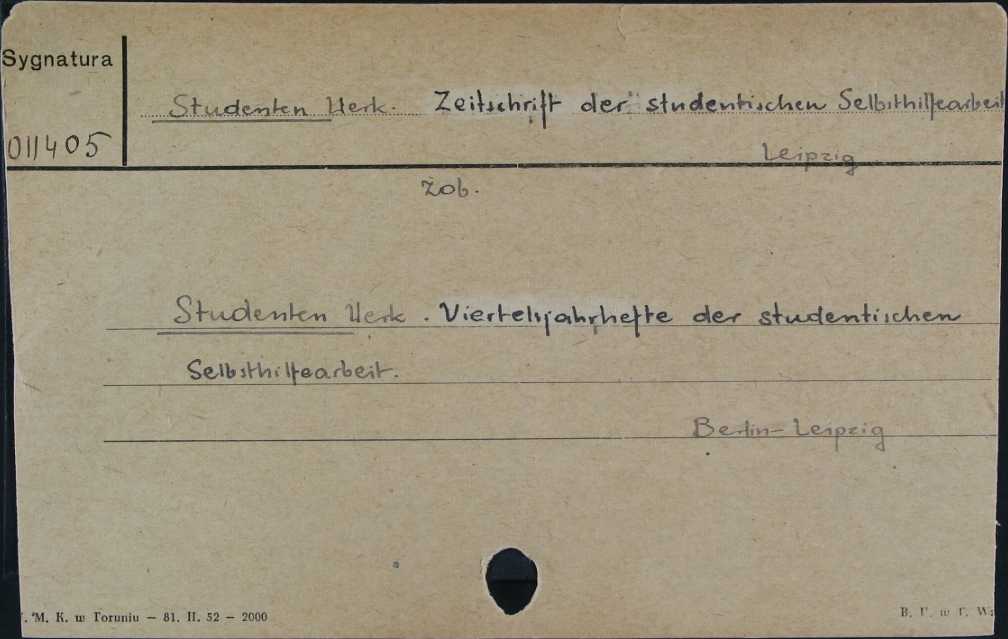 Sygnatura
Studenten Werk. Zeitschrift der studentischen Selbsthilfearbeit
011405
Leipzig
Zob.
Studenten Werk. Viertelsjahrhefte der studentischen
Selbsthilfearbeit.
Berlin-Leipzig
M. K. w Toruniu — 81. II. 52 — 2000
B. U. w T.